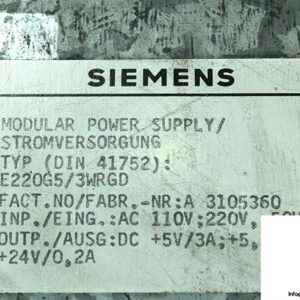 SIEMENS
MODULAR POWER SUPPLY/
STROMVERSORGUNG
TYP (DIN 41752):
E220G5/3WRGD
FACT.NO/FABR.-NR:A 3105360
INP./EING.:AC 110V;220V,
OUTP./AUSG:DC +5V/3A;+5,
+24V/0,2A
Info